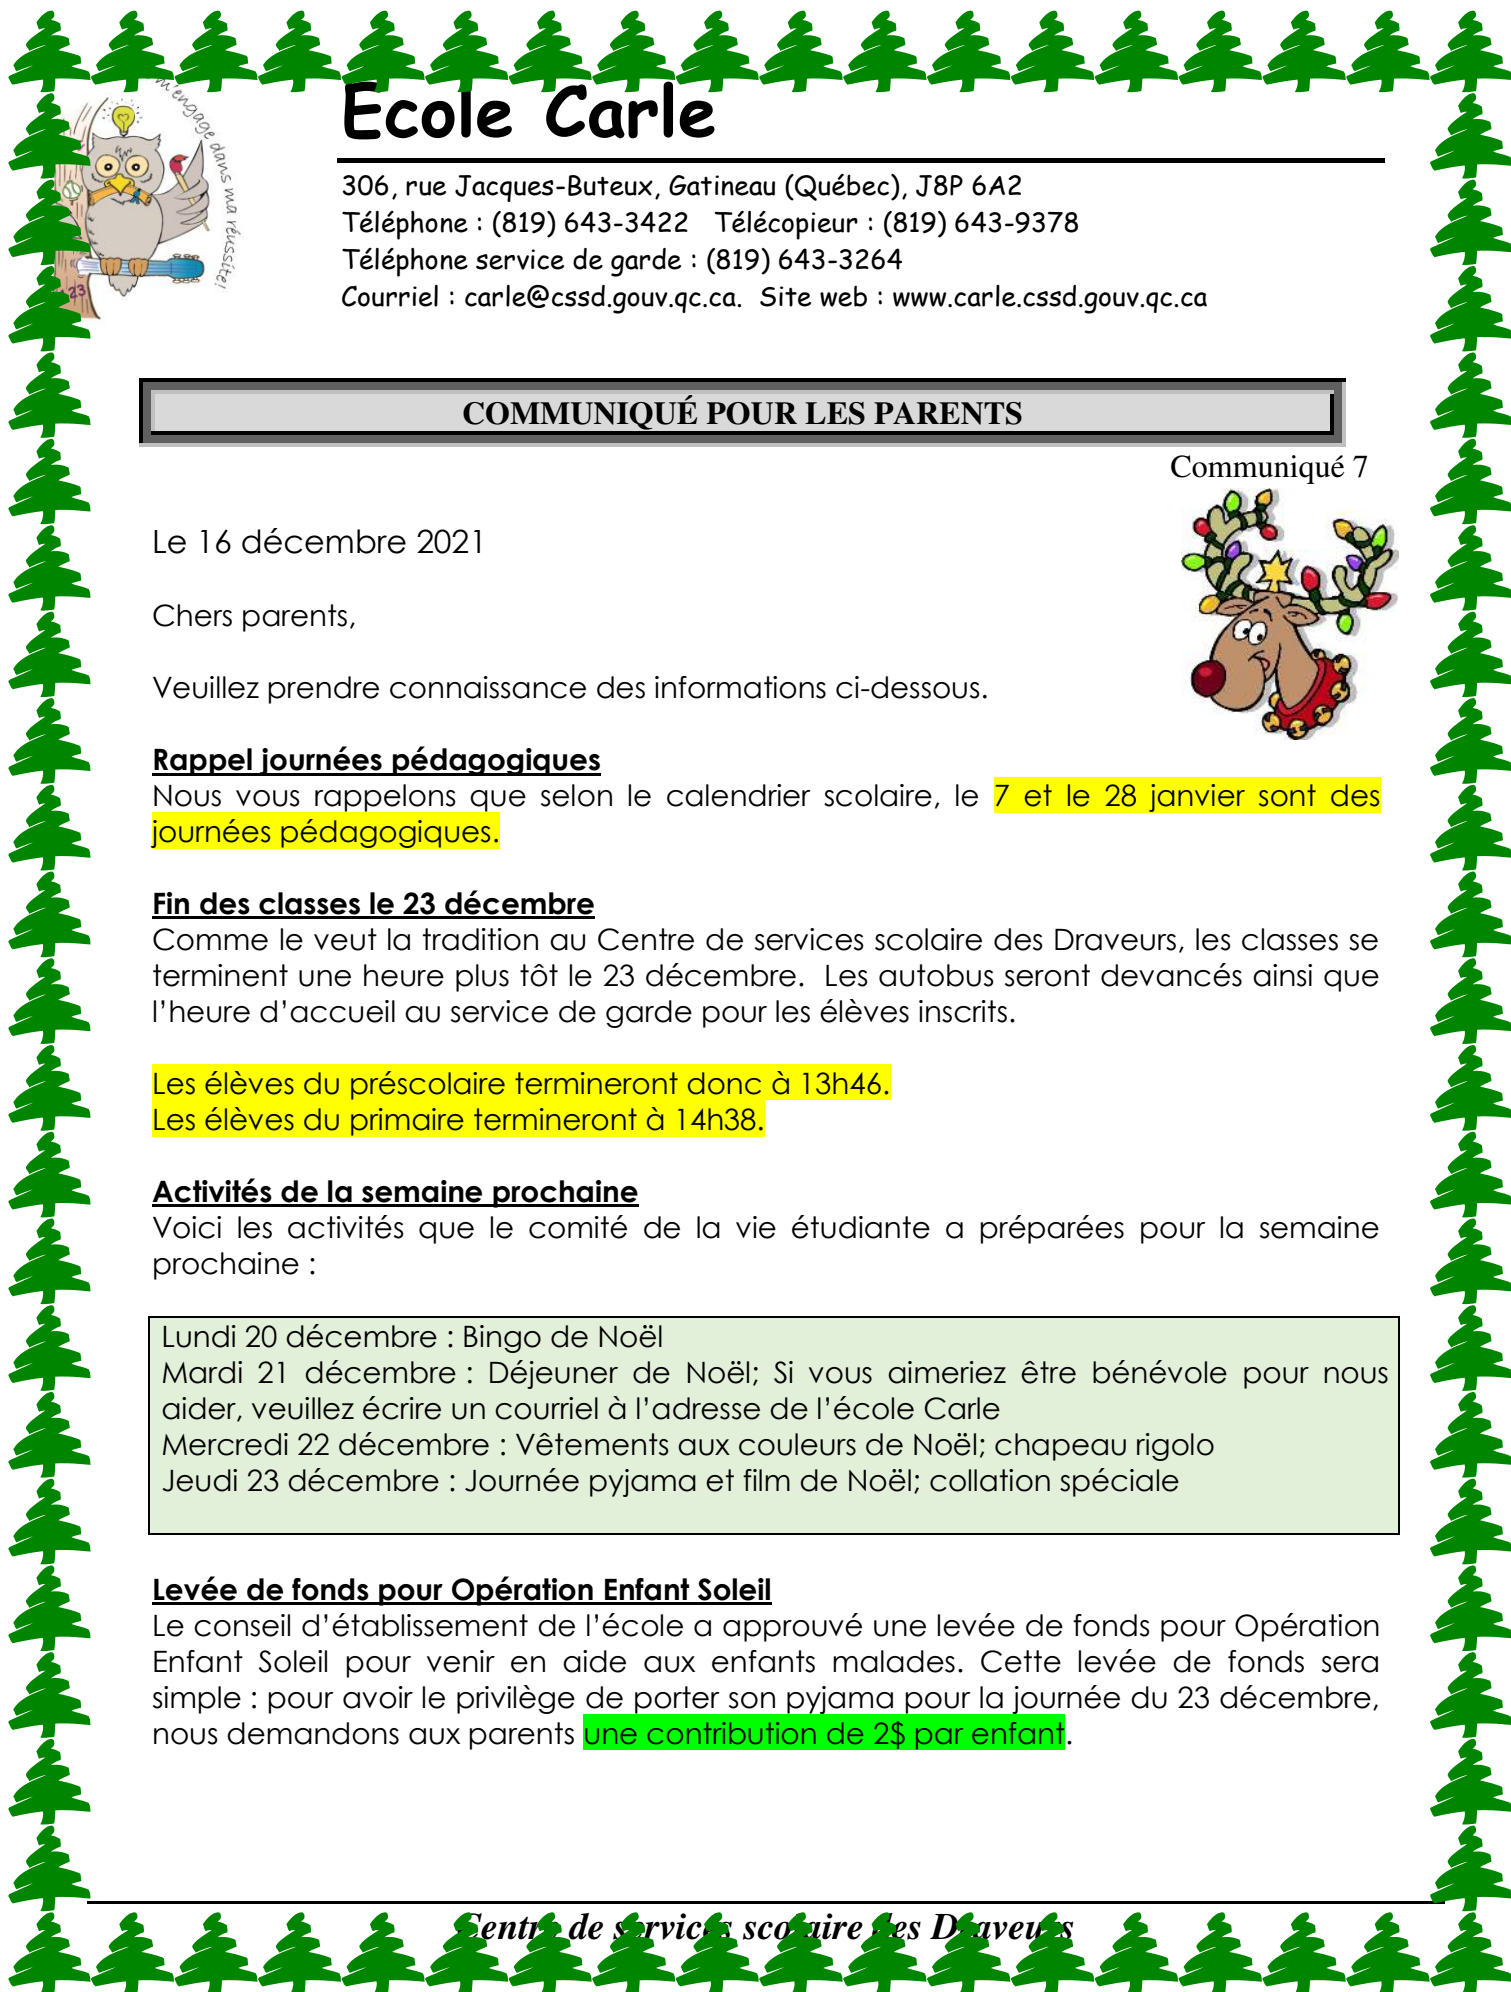 Ecole Carle
m'engage dans ma réussite!
23
306, rue Jacques-Buteux, Gatineau (Québec), J8P 6A2
Téléphone : (819) 643-3422 Télécopieur : (819) 643-9378
Téléphone service de garde : (819) 643-3264
Courriel : carle@cssd.gouv.qc.ca. Site web : www.carle.cssd.gouv.qc.ca
COMMUNIQUÉ POUR LES PARENTS
Communiqué 7
Le 16 décembre 2021
Chers parents,
Veuillez prendre connaissance des informations ci-dessous.
Rappel journées pédagogiques
Nous vous rappelons que selon le calendrier scolaire, le 7 et le 28 janvier sont des
journées pédagogiques.
Fin des classes le 23 décembre
Comme le veut la tradition au Centre de services scolaire des Draveurs, les classes se
terminent une heure plus tôt le 23 décembre. Les autobus seront devancés ainsi que
l'heure d'accueil au service de garde pour les élèves inscrits.
Les élèves du préscolaire termineront donc à 13h46.
Les élèves du primaire termineront à 14h38.
Activités de la semaine prochaine
Voici les activités que le comité de la vie étudiante a préparées pour la semaine
prochaine :
Lundi 20 décembre : Bingo de Noël
Mardi 21 décembre : Déjeuner de Noël; Si vous aimeriez être bénévole pour nous
aider, veuillez écrire un courriel à l'adresse de l'école Carle
Mercredi 22 décembre : Vêtements aux couleurs de Noël; chapeau rigolo
Jeudi 23 décembre : Journée pyjama et film de Noël; collation spéciale
Levée de fonds pour Opération Enfant Soleil
Le conseil d'établissement de l'école a approuvé une levée de fonds pour Opération
Enfant Soleil pour venir en aide aux enfants malades. Cette levée de fonds sera
simple : pour avoir le privilège de porter son pyjama pour la journée du 23 décembre,
nous demandons aux parents une contribution de 2$ par enfant.
Centre de services scolaire des Draveurs